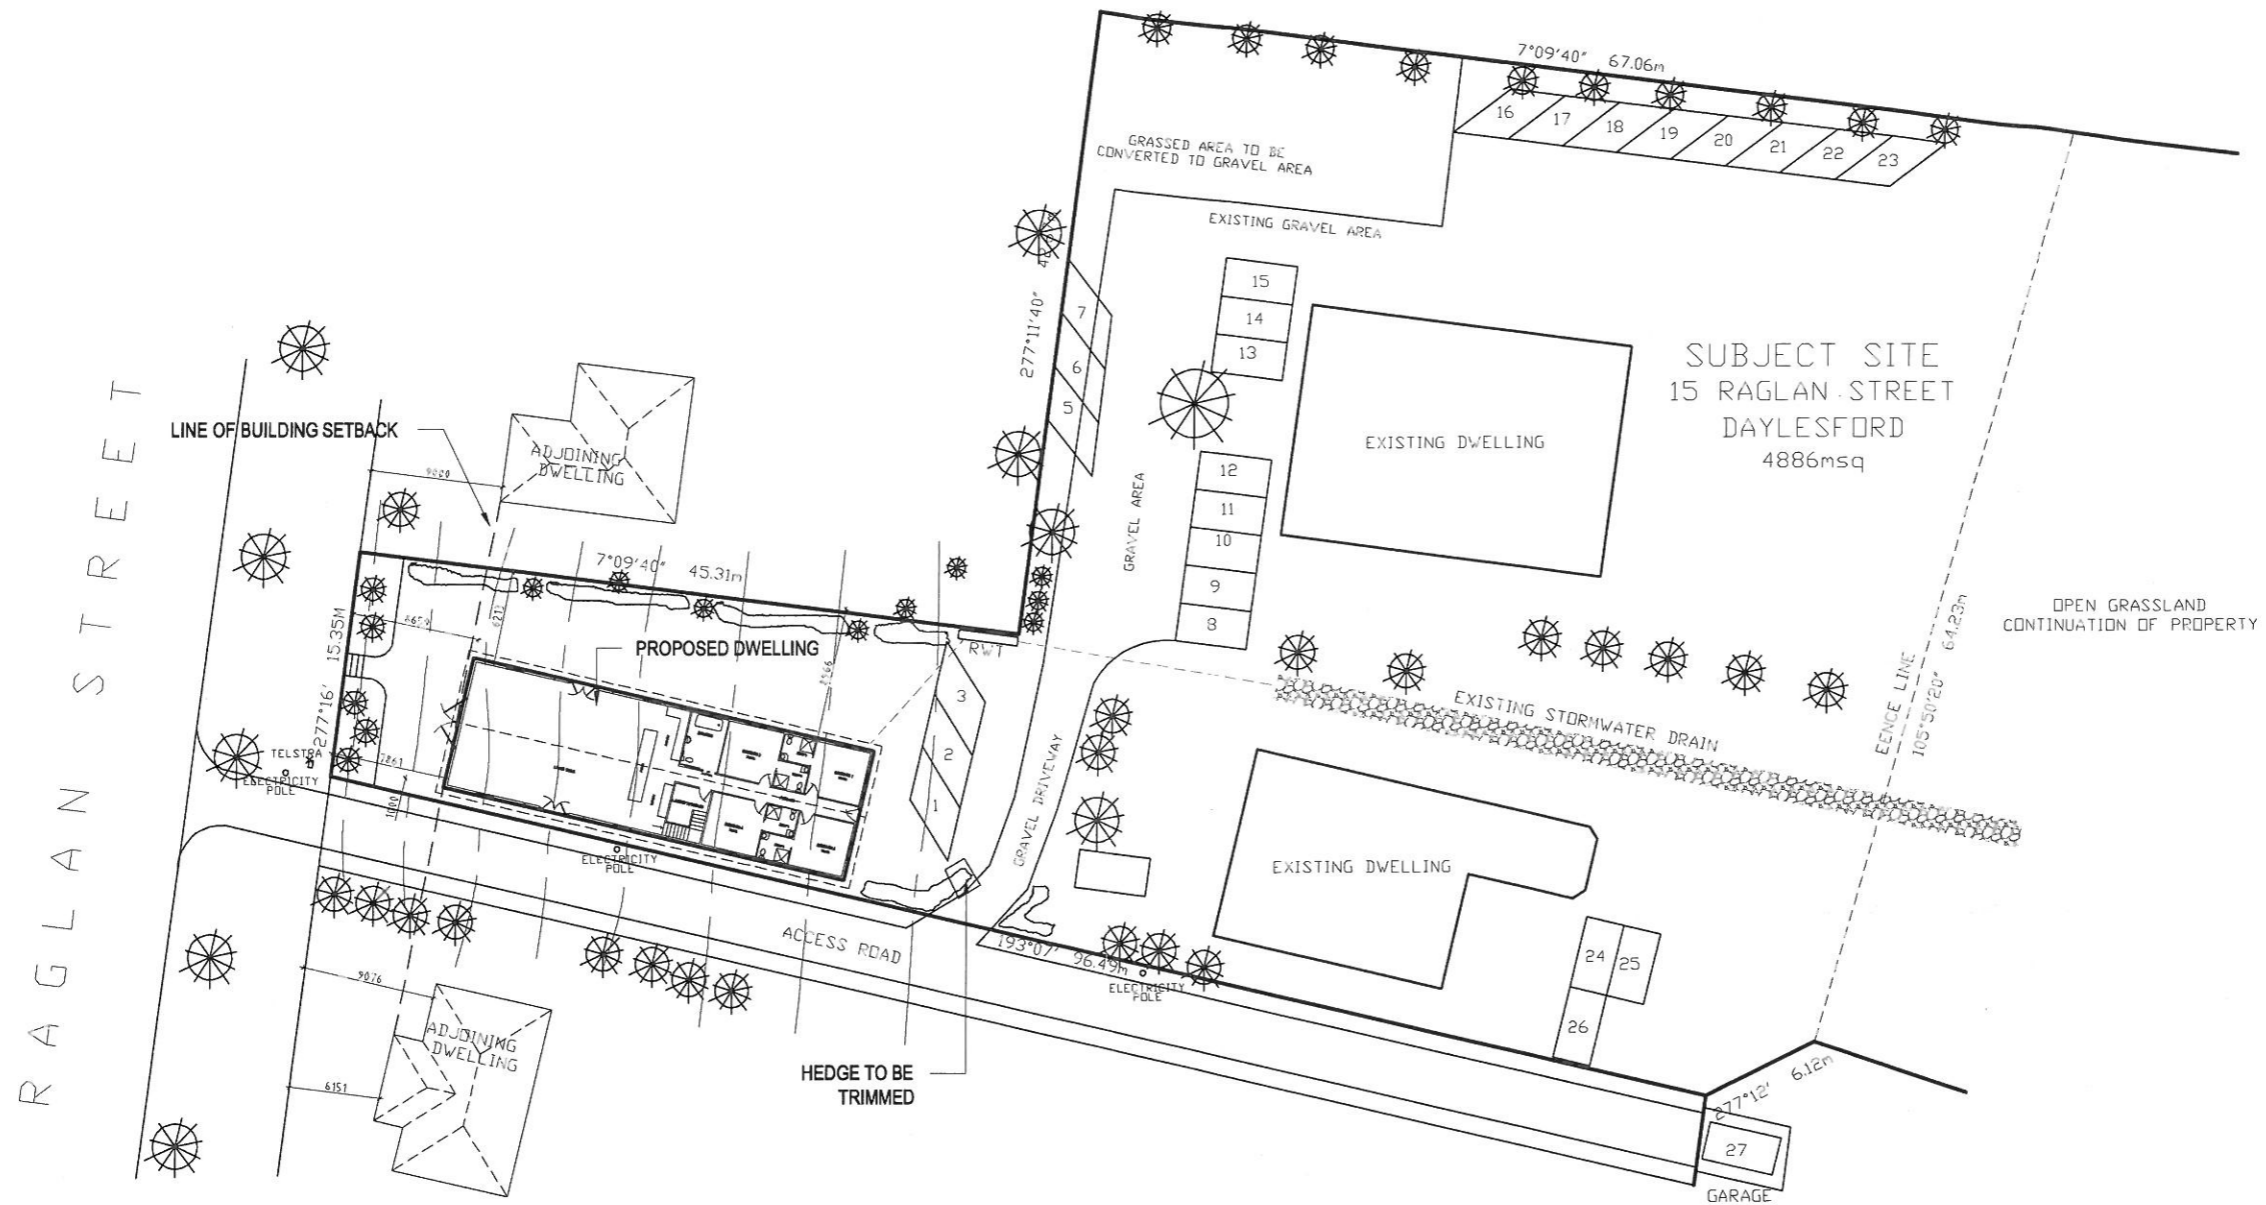 7°09'40" 67.06m
16
17
18
19
20
21
22
23
GRASSED AREA TO BE
CONVERTED TO GRAVEL AREA
EXISTING GRAVEL AREA
277°11'40"
15
14
13
7
6
5
SUBJECT SITE
15 RAGLAN STREET
DAYLESFORD
4886msq
EXISTING DWELLING
GRAVEL AREA
12
11
10
9
8
RAGLAN STREET
LINE OF BUILDING SETBACK
ADJOINING
DWELLING
9000
7°09'40" 45.31m
277°16' 15.35M
PROPOSED DWELLING
RWT
3
2
1
7861
1000
TELSTRA
ELECTRICITY
POLE
ELECTRICITY
POLE
GRAVEL DRIVEWAY
EXISTING STORMWATER DRAIN
FENCE LINE
105°50'20" 64.23m
OPEN GRASSLAND
CONTINUATION OF PROPERTY
EXISTING DWELLING
24
25
26
ACCESS ROAD
193°07' 96.49m
ELECTRICITY
POLE
9076
ADJOINING
DWELLING
6151
HEDGE TO BE
TRIMMED
277°12' 6.12m
27
GARAGE